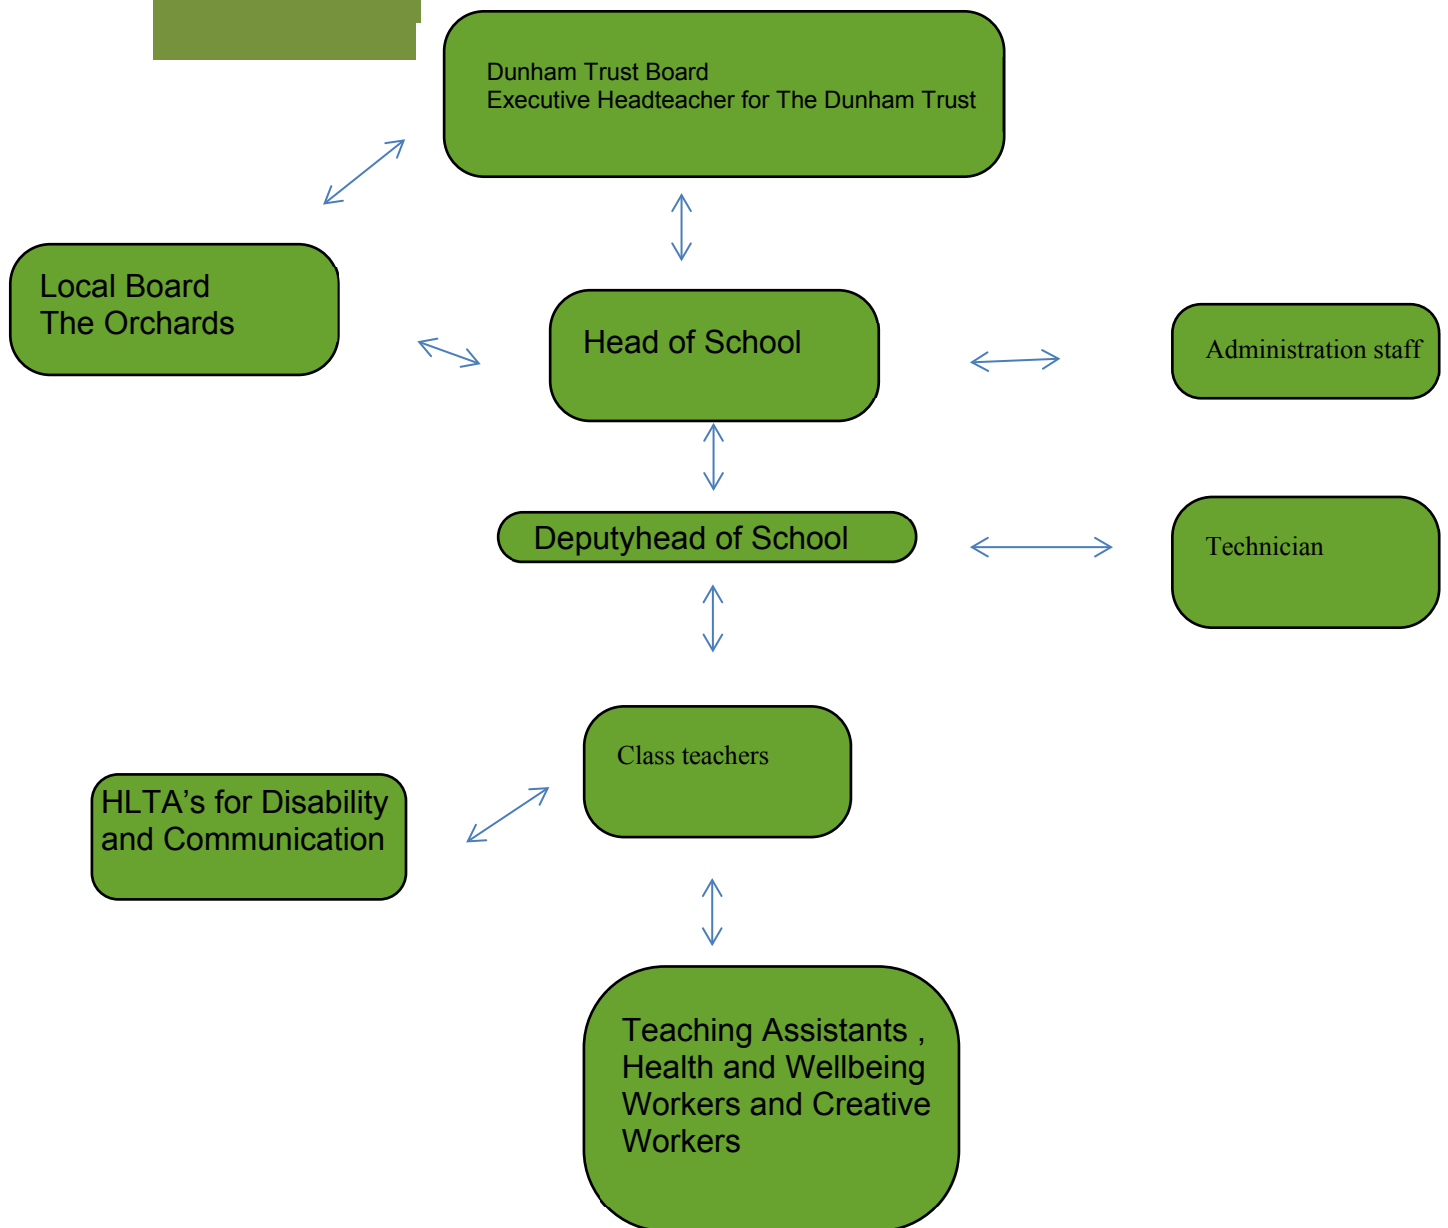 Dunham Trust Board
Executive Headteacher for The Dunham Trust
Local Board
The Orchards
Head of School
Administration staff
Deputyhead of School
Technician
Class teachers
HLTA's for Disability
and Communication
Teaching Assistants ,
Health and Wellbeing
Workers and Creative
Workers